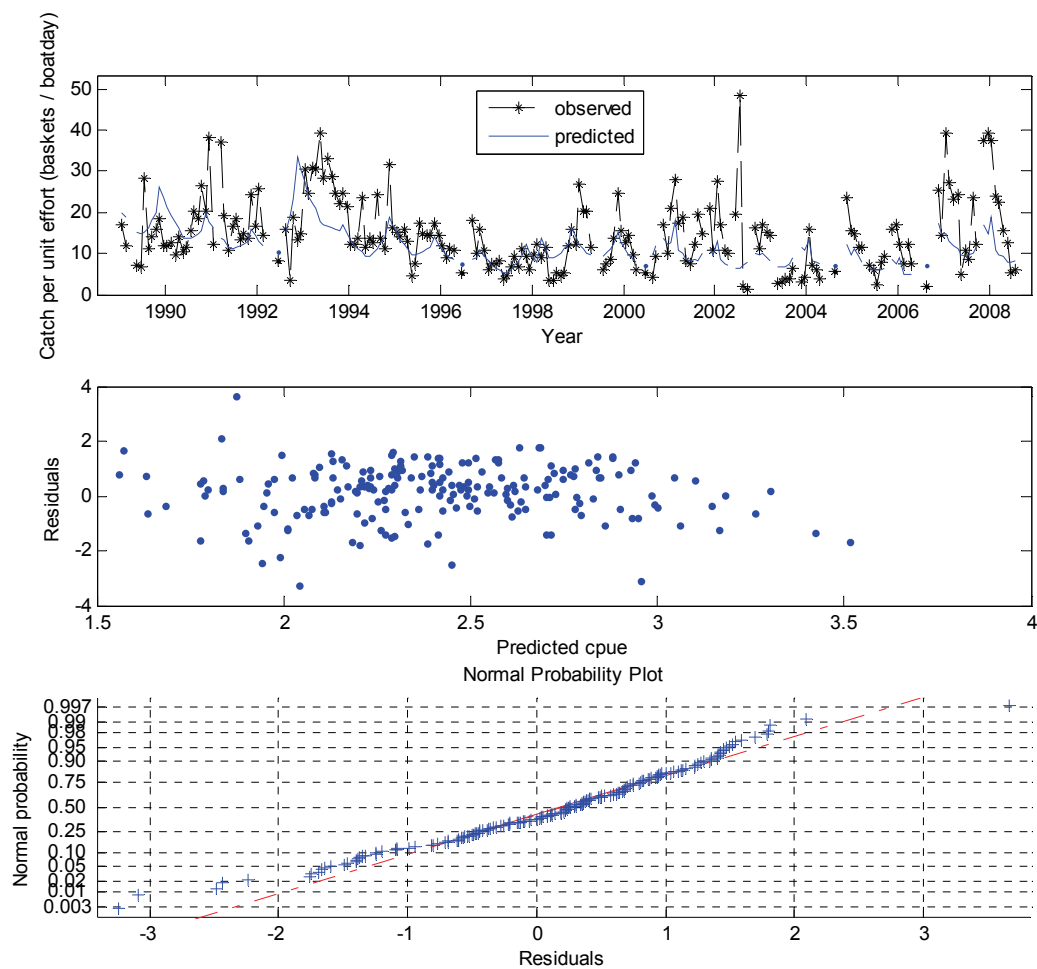 Catch per unit effort (baskets / boatday)
50
40
30
20
10
0
observed
predicted
1990 1992 1994 1996 1998 2000 2002 2004 2006 2008
Year
Residuals
4
2
0
-2
-4
1.5 2 2.5 3 3.5 4
Predicted cpue
Normal Probability Plot
Normal probability
0.997
0.99
0.98
0.95
0.90
0.75
0.50
0.25
0.10
0.05
0.02
0.01
0.003
-3 -2 -1 0 1 2 3
Residuals